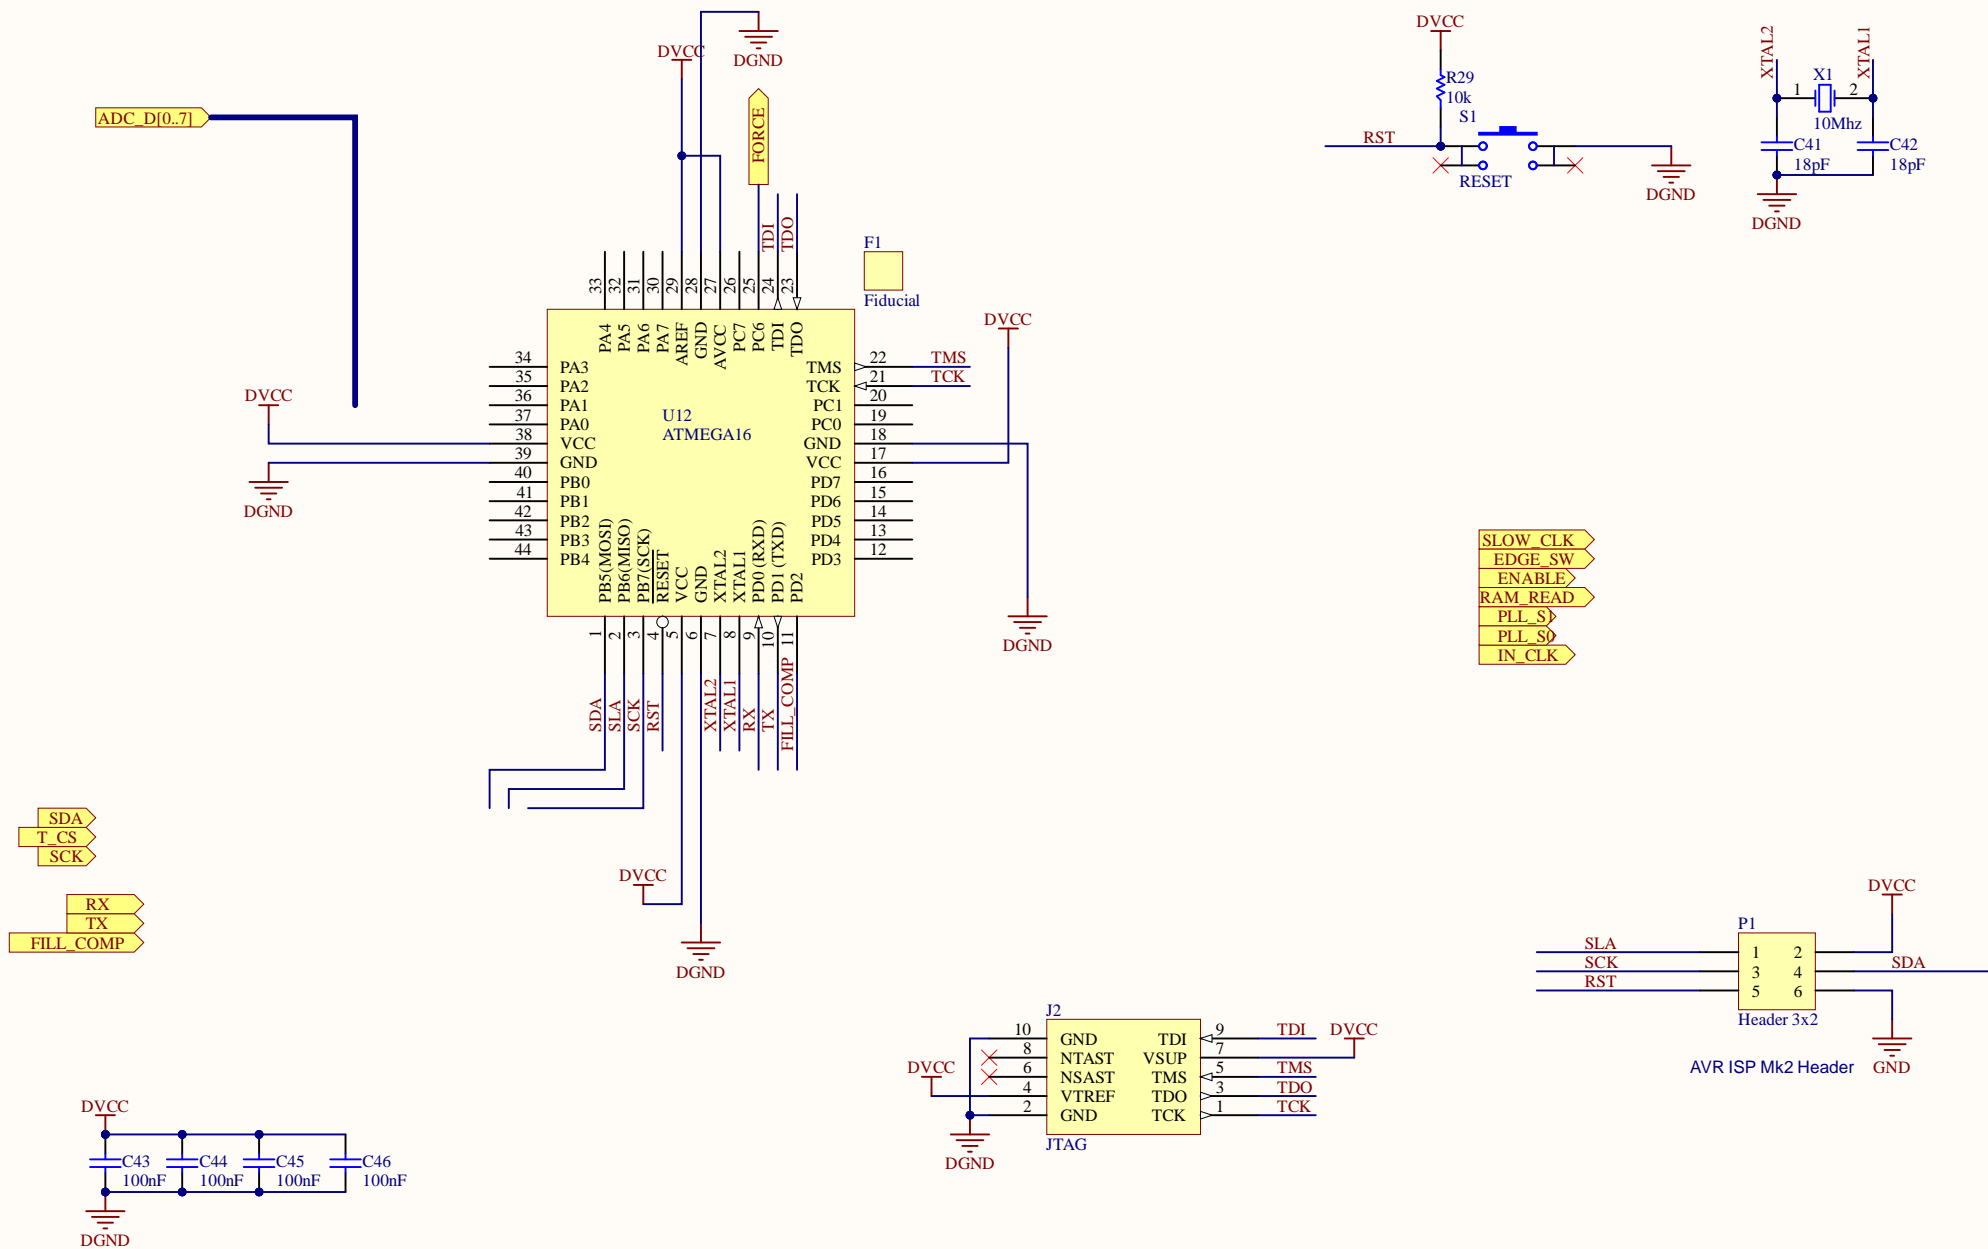 DGND
DVCC
ADC_D[0..7]
FORCE
TDI
TDO
33
32
31
30
29
28
27
26
25
24
23
F1
Fiducial
PA4
PA5
PA6
PA7
AREF
GND
AVCC
PC7
PC6
TDI
TDO
34 PA3
35 PA2
36 PA1
37 PA0
38 VCC
39 GND
40 PB0
41 PB1
42 PB2
43 PB3
44 PB4
DVCC
DGND
U12
ATMEGA16
TMS 22 TMS
TCK 21 TCK
PC1 20
PC0 19
GND 18
VCC 17
PD7 16
PD6 15
PD5 14
PD4 13
PD3 12
DVCC
DGND
PB5(MOSI)
PB6(MISO)
PB7(SCK)
RESET
VCC
GND
XTAL2
XTAL1
PD0 (RXD)
PD1 (TXD)
PD2
1
2
3
4
5
6
7
8
9
10
11
SDA
SLA
SCK
RST
XTAL2
XTAL1
RX
TX
FILL_COMP
DVCC
DGND
DVCC
R29
10k
S1
RST
RESET
DGND
XTAL2
XTAL1
X1
1 2
10Mhz
C41
18pF
C42
18pF
DGND
SLOW_CLK
EDGE_SW
ENABLE
RAM_READ
PLL_S1
PLL_S0
IN_CLK
SDA
T_CS
SCK
RX
TX
FILL_COMP
DVCC
P1
SLA 1 2
SCK 3 4 SDA
RST 5 6
Header 3x2
AVR ISP Mk2 Header
GND
J2
10 GND TDI 9 TDI
8 NTAST VSUP 7 DVCC
6 NSAST TMS 5 TMS
4 VTREF TDO 3 TDO
2 GND TCK 1 TCK
JTAG
DVCC
DGND
DVCC
C43
100nF
C44
100nF
C45
100nF
C46
100nF
DGND